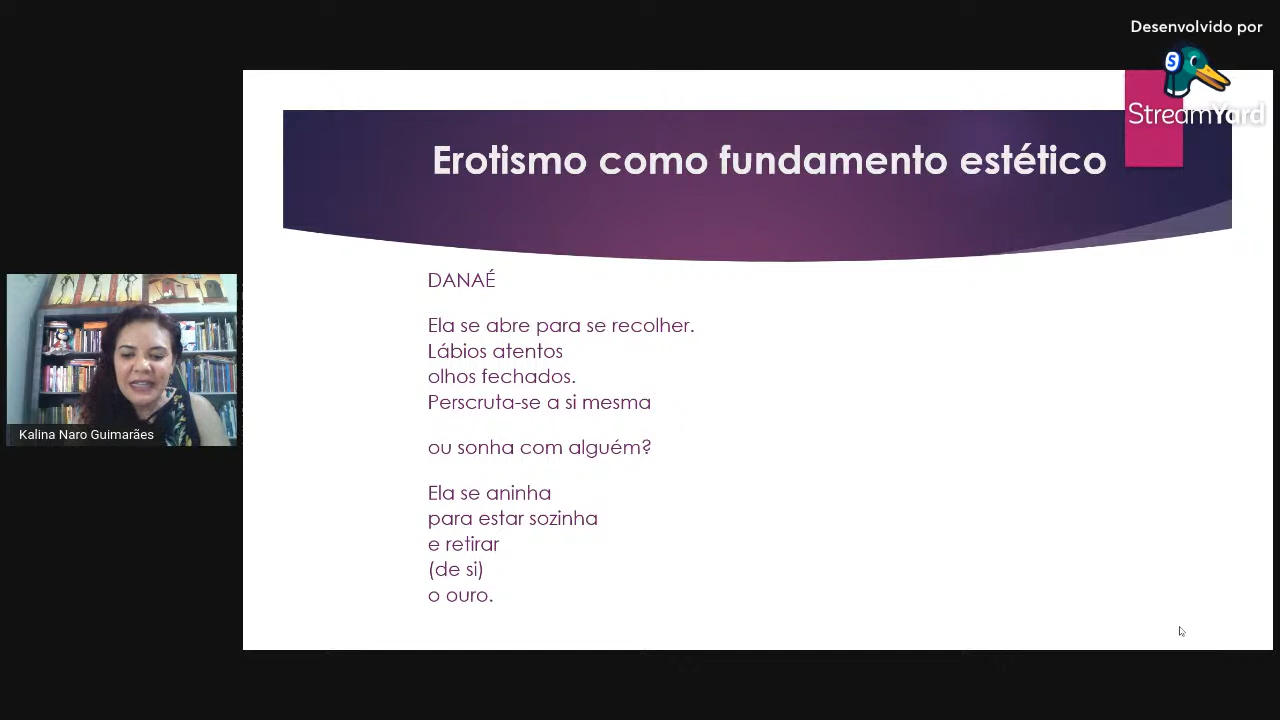 Desenvolvido por
S
StreamYard
Erotismo como fundamento estético
DANAÉ
Ela se abre para se recolher.
Lábios atentos
olhos fechados.
Perscruta-se a si mesma
ou sonha com alguém?
Ela se aninha
para estar sozinha
e retirar
(de si)
o ouro.
Kalina Naro Guimarães